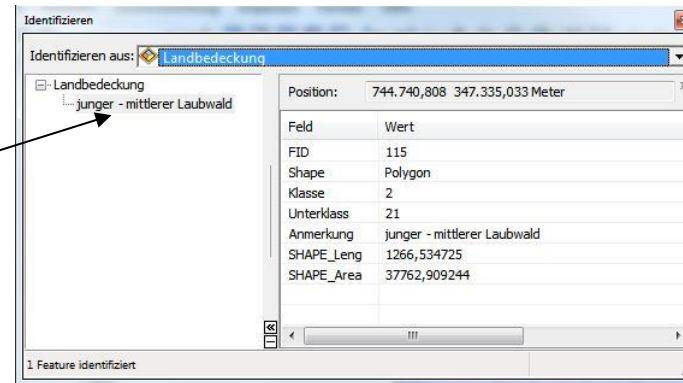 Identifizieren
Identifizieren aus: Landbedeckung
Landbedeckung
junger - mittlerer Laubwald
Position: 744.740,808 347.335,033 Meter
Feld Wert
FID 115
Shape Polygon
Klasse 2
Unterklass 21
Anmerkung junger - mittlerer Laubwald
SHAPE_Leng 1266,534725
SHAPE_Area 37762,909244
1 Feature identifiziert